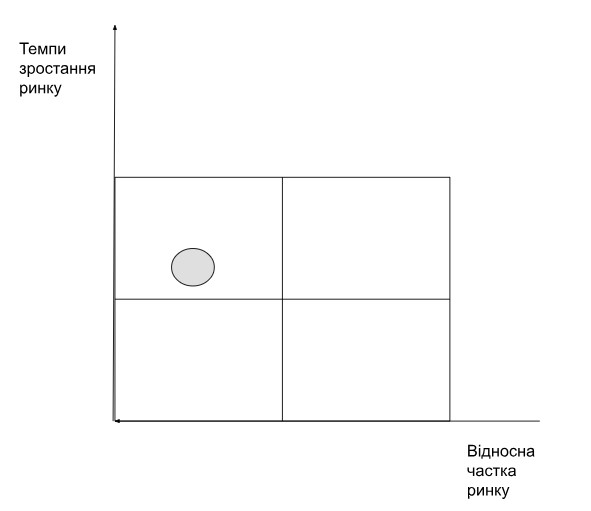 Темпи
зростання
ринку
Відносна
частка
ринку